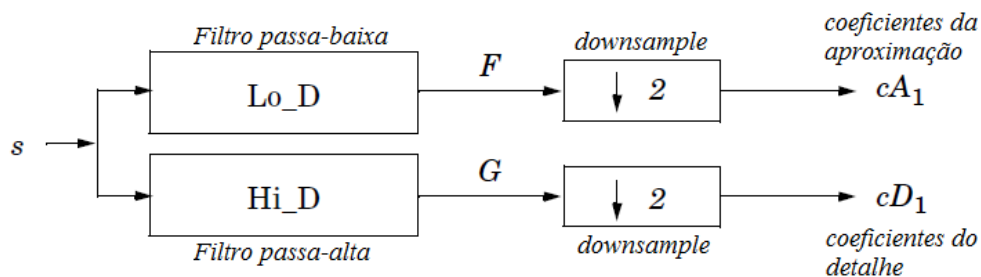 Filtro passa-baixa
Lo_D
F
downsample
2
coeficientes da
aproximação
cA1
s
Hi_D
Filtro passa-alta
G
2
downsample
cD1
coeficientes do
detalhe